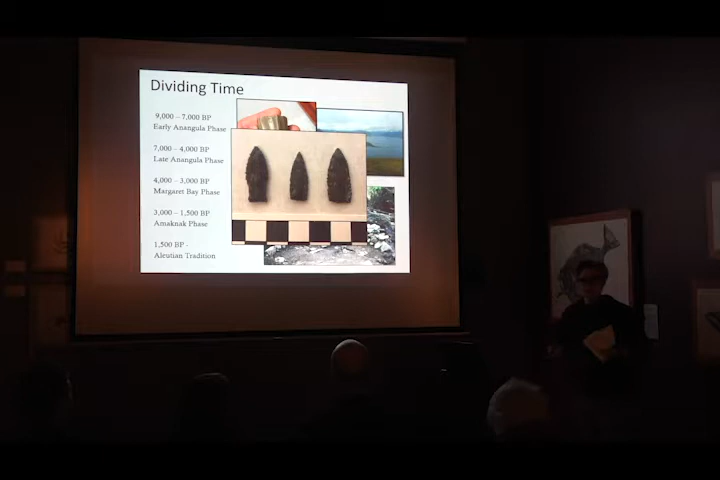 Dividing Time
9,000 – 7,000 BP
Early Anangula Phase
7,000 – 4,000 BP
Late Anangula Phase
4,000 – 3,000 BP
Margaret Bay Phase
3,000 – 1,500 BP
Amaknak Phase
1,500 BP -
Aleutian Tradition